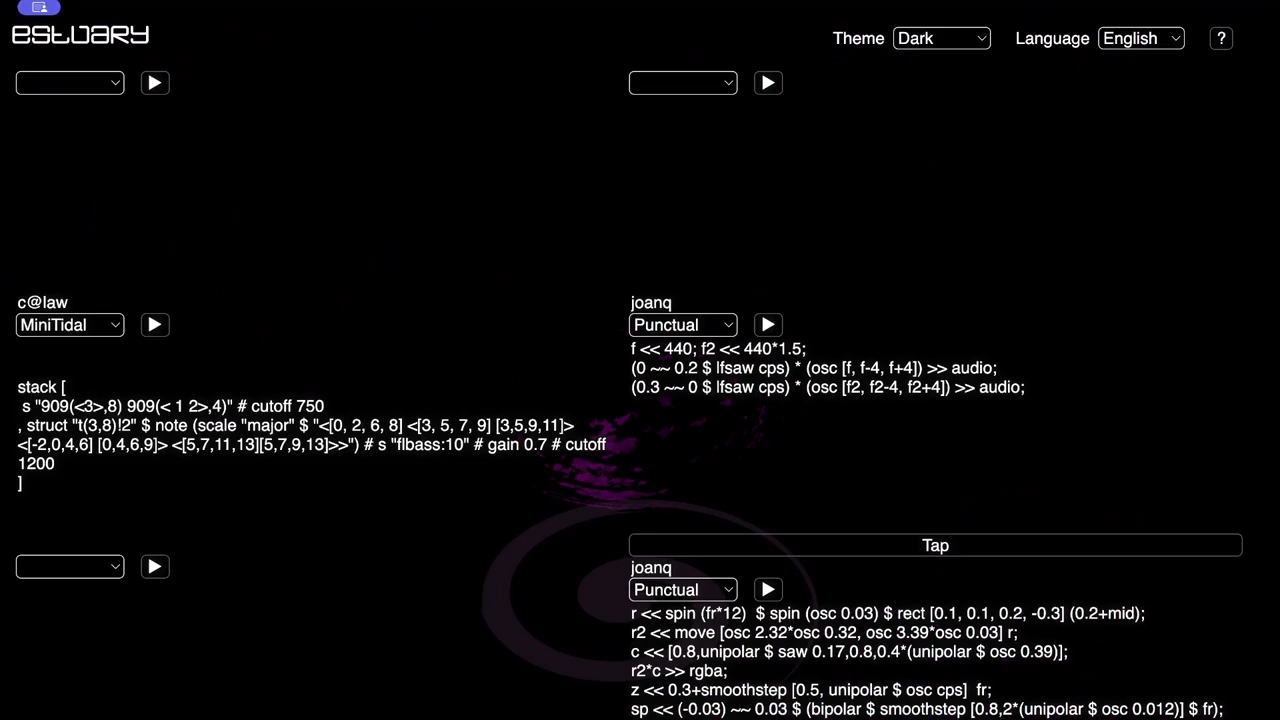 estuary
Theme Dark Language English ?
c@law
MiniTidal
stack [
s "909(<3>,8) 909(< 1 2>,4)" # cutoff 750
, struct "t(3,8)!2" $ note (scale "major" $ "<[0, 2, 6, 8] <[3, 5, 7, 9] [3,5,9,11]>
<[-2,0,4,6] [0,4,6,9]> <[5,7,11,13][5,7,9,13]>>") # s "flbass:10" # gain 0.7 # cutoff
1200
]
joanq
Punctual
f << 440; f2 << 440*1.5;
(0 ~~ 0.2 $ lfsaw cps) * (osc [f, f-4, f+4]) >> audio;
(0.3 ~~ 0 $ lfsaw cps) * (osc [f2, f2-4, f2+4]) >> audio;
Tap
joanq
Punctual
r << spin (fr*12)  $ spin (osc 0.03) $ rect [0.1, 0.1, 0.2, -0.3] (0.2+mid);
r2 << move [osc 2.32*osc 0.32, osc 3.39*osc 0.03] r;
c << [0.8,unipolar $ saw 0.17,0.8,0.4*(unipolar $ osc 0.39)];
r2*c >> rgba;
z << 0.3+smoothstep [0.5, unipolar $ osc cps]  fr;
sp << (-0.03) ~~ 0.03 $ (bipolar $ smoothstep [0.8,2*(unipolar $ osc 0.012)] $ fr);